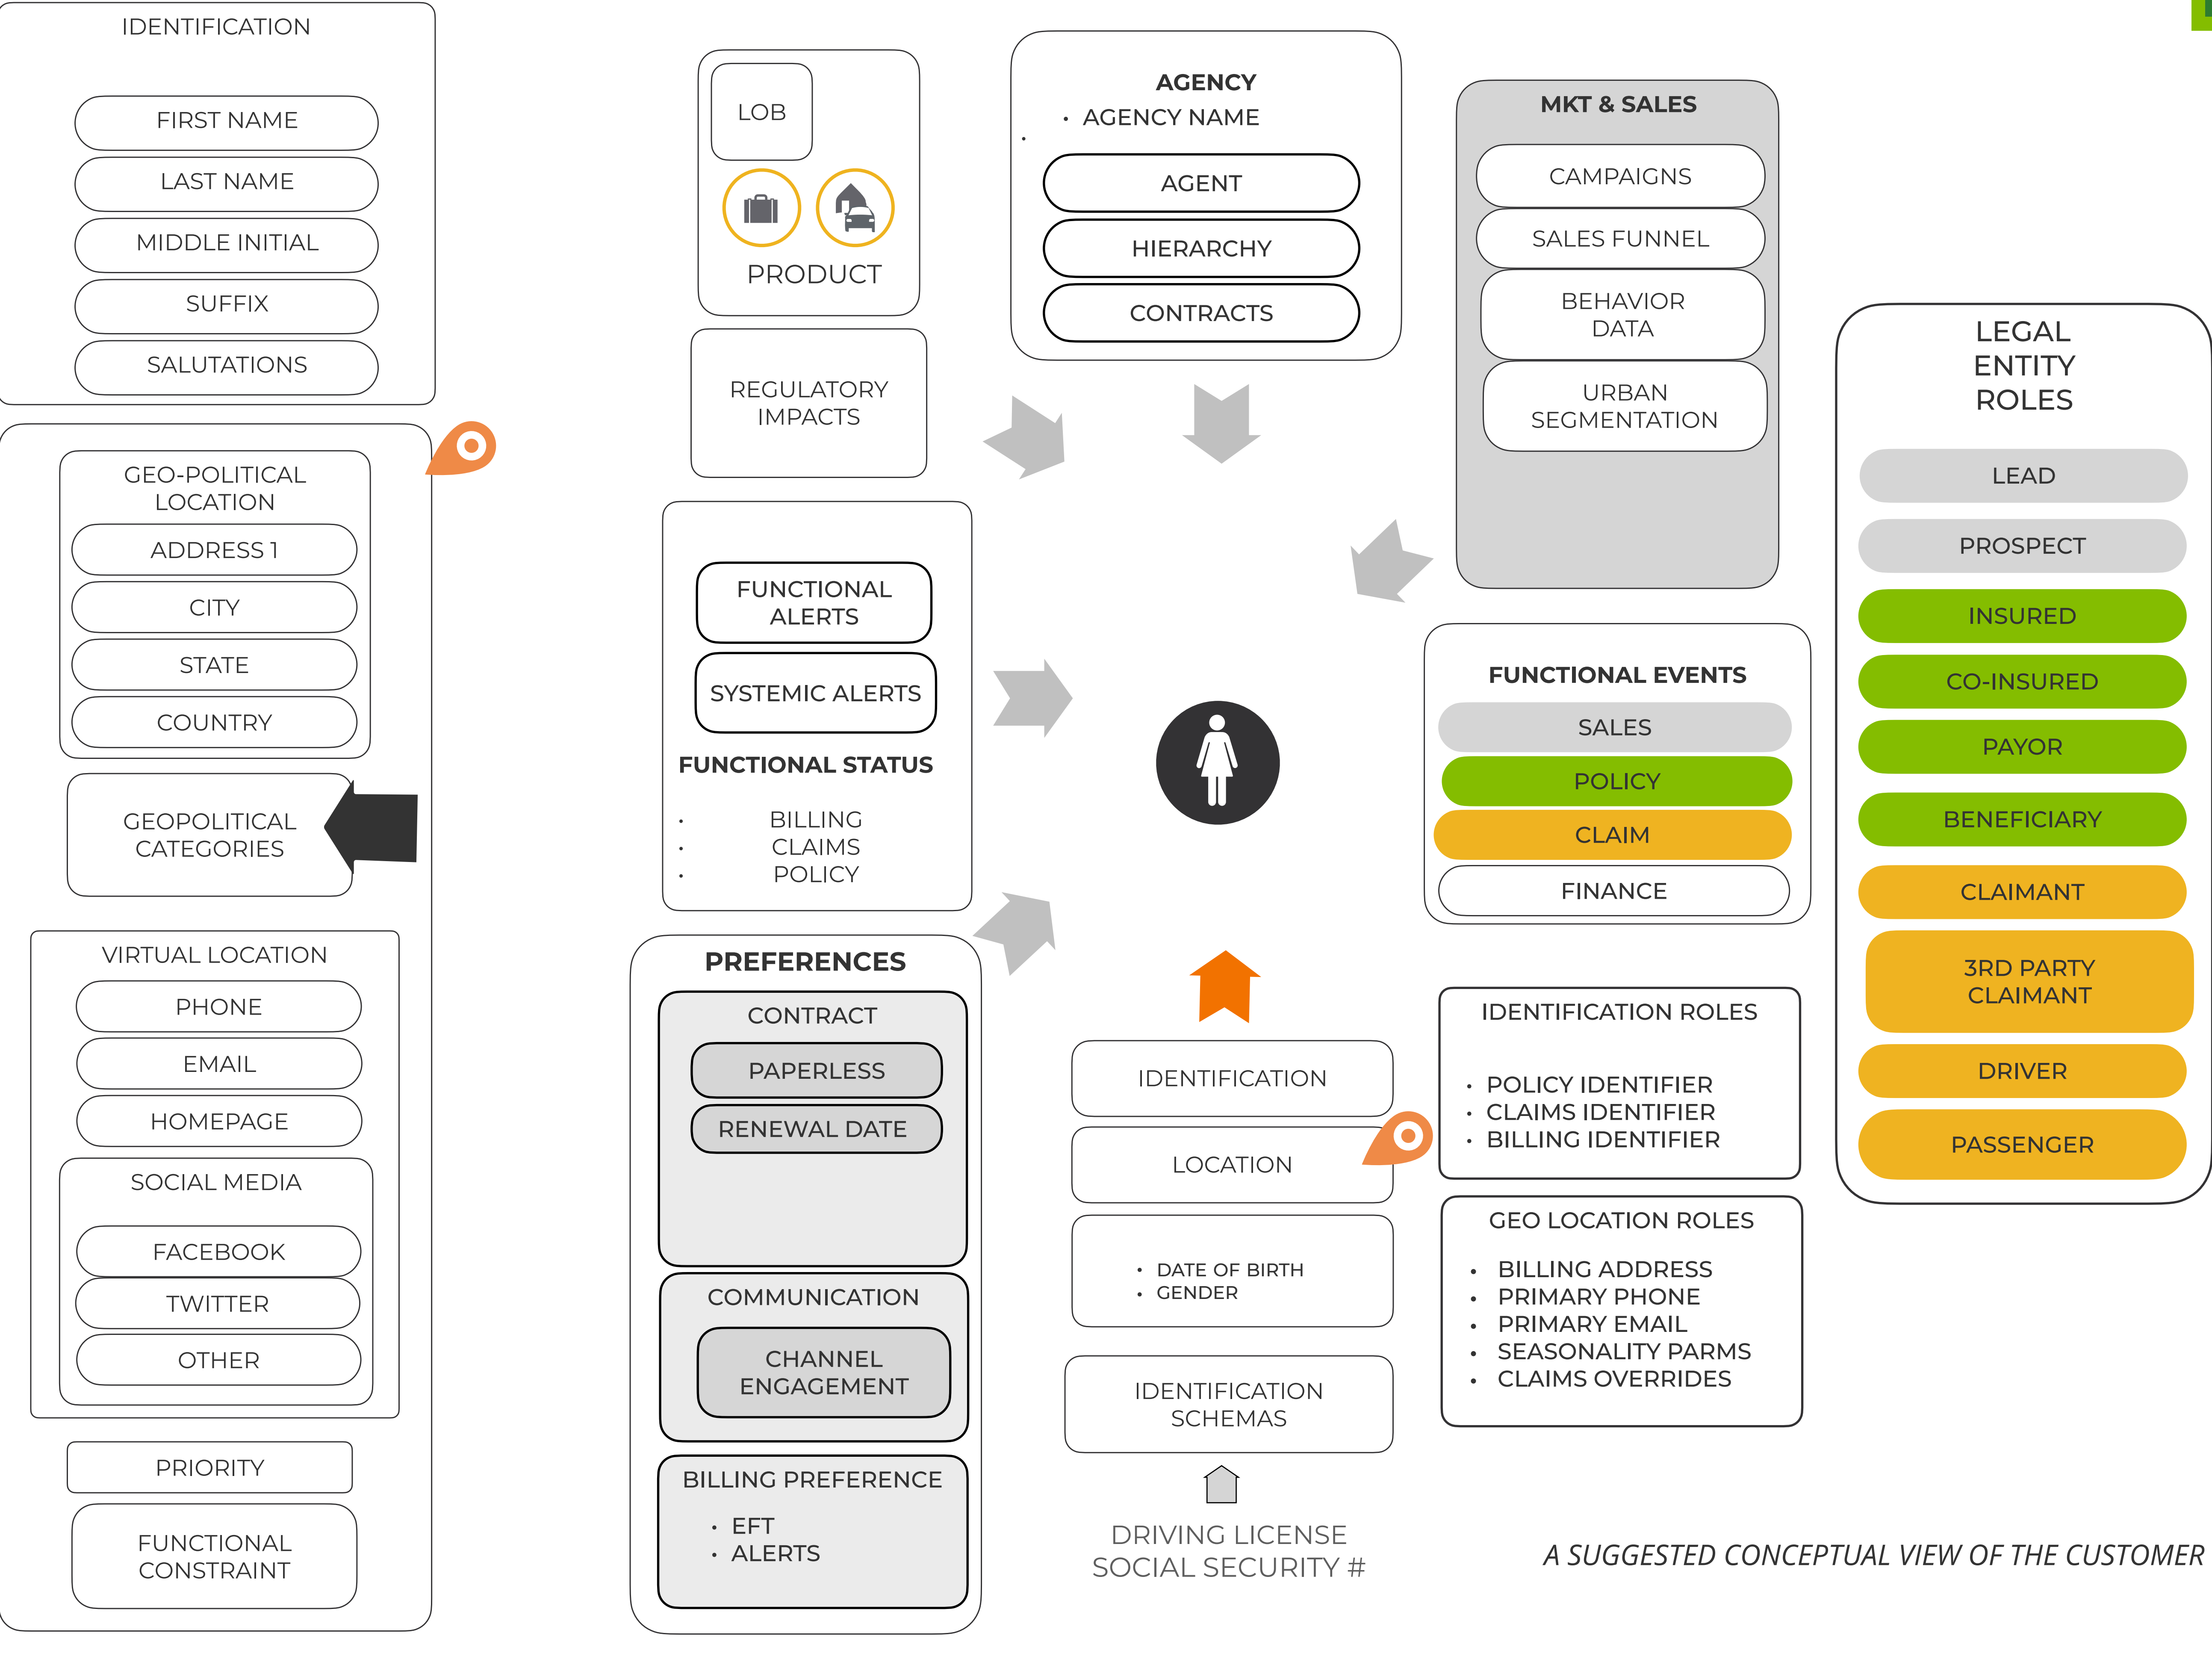 IDENTIFICATION
FIRST NAME
LAST NAME
MIDDLE INITIAL
SUFFIX
SALUTATIONS
GEO-POLITICAL
LOCATION
ADDRESS 1
CITY
STATE
COUNTRY
GEOPOLITICAL
CATEGORIES
VIRTUAL LOCATION
PHONE
EMAIL
HOMEPAGE
SOCIAL MEDIA
FACEBOOK
TWITTER
OTHER
PRIORITY
FUNCTIONAL
CONSTRAINT
LOB
PRODUCT
REGULATORY
IMPACTS
FUNCTIONAL
ALERTS
SYSTEMIC ALERTS
FUNCTIONAL STATUS
• BILLING
• CLAIMS
• POLICY
PREFERENCES
CONTRACT
PAPERLESS
RENEWAL DATE
COMMUNICATION
CHANNEL
ENGAGEMENT
BILLING PREFERENCE
• EFT
• ALERTS
AGENCY
• AGENCY NAME
•
AGENT
HIERARCHY
CONTRACTS
IDENTIFICATION
LOCATION
• DATE OF BIRTH
• GENDER
IDENTIFICATION
SCHEMAS
DRIVING LICENSE
SOCIAL SECURITY #
MKT & SALES
CAMPAIGNS
SALES FUNNEL
BEHAVIOR
DATA
URBAN
SEGMENTATION
FUNCTIONAL EVENTS
SALES
POLICY
CLAIM
FINANCE
IDENTIFICATION ROLES
• POLICY IDENTIFIER
• CLAIMS IDENTIFIER
• BILLING IDENTIFIER
GEO LOCATION ROLES
• BILLING ADDRESS
• PRIMARY PHONE
• PRIMARY EMAIL
• SEASONALITY PARMS
• CLAIMS OVERRIDES
LEGAL
ENTITY
ROLES
LEAD
PROSPECT
INSURED
CO-INSURED
PAYOR
BENEFICIARY
CLAIMANT
3RD PARTY
CLAIMANT
DRIVER
PASSENGER
A SUGGESTED CONCEPTUAL VIEW OF THE CUSTOMER